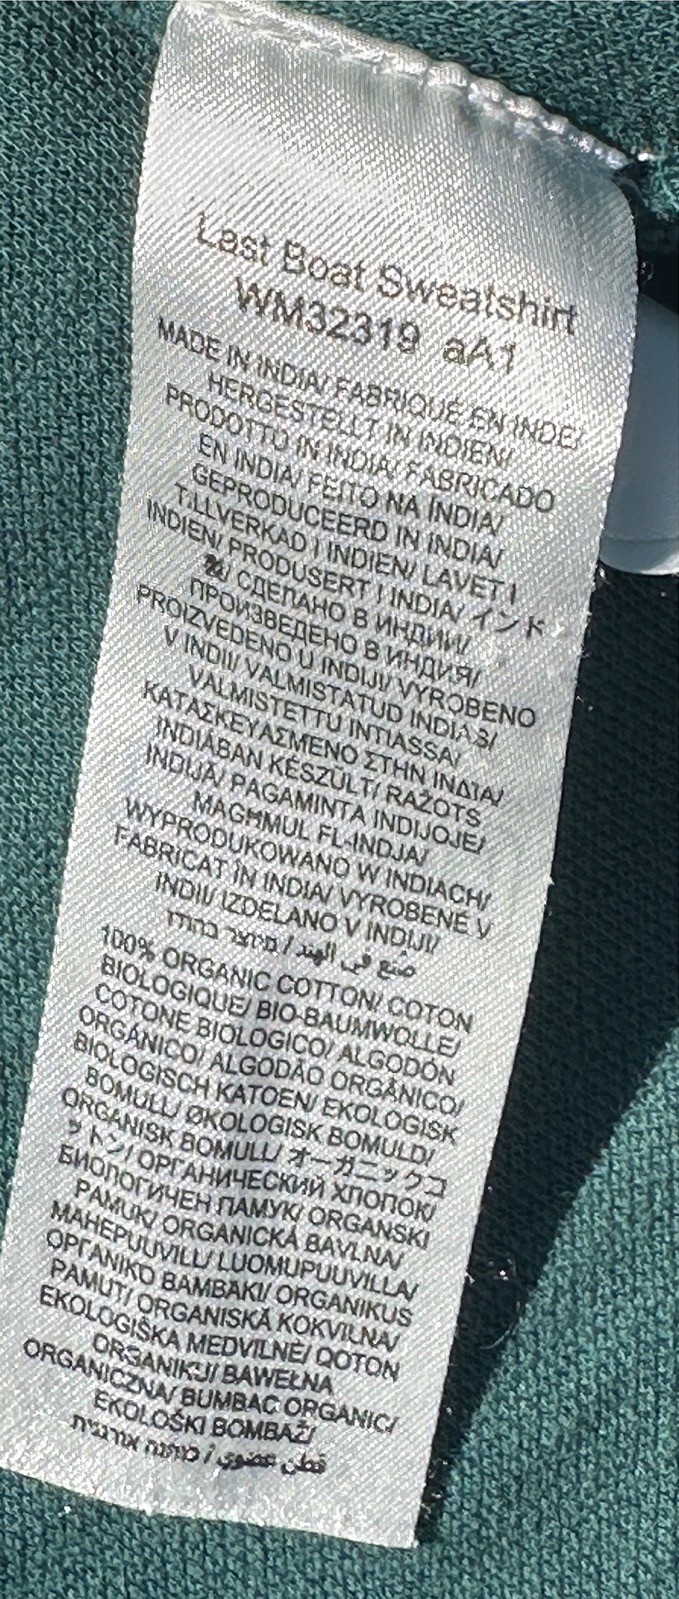 Last Boat Sweatshirt
WM32319 aA1
MADE IN INDIA/ FABRIQUÉ EN INDE/
HERGESTELLT IN INDIEN/
PRODOTTO IN INDIA/ FABRICADO
EN INDIA/ FEITO NA ÍNDIA/
GEPRODUCEERD IN INDIA/
TILLVERKAD I INDIEN/ LAVET I
INDIEN/ PRODUSERT I INDIA/ インド
製/ СДЕЛАНО В ИНДИИ/
ПРОИЗВЕДЕНО В ИНДИЯ/
PROIZVEDENO U INDIJI/ VYROBENO
V INDII/ VALMISTATUD INDIAS/
VALMISTETTU INTIASSA/
ΚΑΤΑΣΚΕΥΑΣΜΕΝΟ ΣΤΗΝ ΙΝΔΙΑ/
INDIÁBAN KÉSZÜLT/ RAŽOTS
INDIJĀ/ PAGAMINTA INDIJOJE/
MAGĦMUL FL-INDJA/
WYPRODUKOWANO W INDIACH/
FABRICAT ÎN INDIA/ VYROBENÉ V
INDII/ IZDELANO V INDIJI/
صنع في الهند / מיוצר בהודו
100% ORGANIC COTTON/ COTON
BIOLOGIQUE/ BIO-BAUMWOLLE/
COTONE BIOLOGICO/ ALGODÓN
ORGÁNICO/ ALGODÃO ORGÂNICO/
BIOLOGISCH KATOEN/ EKOLOGISK
BOMULL/ ØKOLOGISK BOMULD/
ORGANISK BOMULL/ オーガニックコ
ットン/ ОРГАНИЧЕСКИЙ ХЛОПОК/
БИОЛОГИЧЕН ПАМУК/ ORGANSKI
PAMUK/ ORGANICKÁ BAVLNA/
MAHEPUUVILL/ LUOMUPUUVILLA/
ΟΡΓΑΝΙΚΟ ΒΑΜΒΑΚΙ/ ORGANIKUS
PAMUT/ ORGANISKĀ KOKVILNA/
EKOLOGIŠKA MEDVILNĖ/ QOTON
ORGANIKU/ BAWEŁNA
ORGANICZNA/ BUMBAC ORGANIC/
EKOLOŠKI BOMBAŽ/
قطن عضوي / כותנה אורגנית